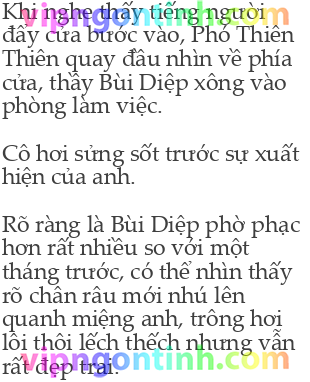 Khi nghe thấy tiếng người
vipngontinh.com
đẩy cửa bước vào, Phó Thiên
Thiên quay đầu nhìn về phía
cửa, thấy Bùi Diệp xông vào
phòng làm việc.
Cô hơi sửng sốt trước sự xuất
hiện của anh.
Rõ ràng là Bùi Diệp phờ phạc
hơn rất nhiều so với một
tháng trước, có thể nhìn thấy
rõ chân râu mới nhú lên
quanh miệng anh, trông hơi
lôi thôi lếch thếch nhưng vẫn
rất đẹp trai.
vipngontinh.com